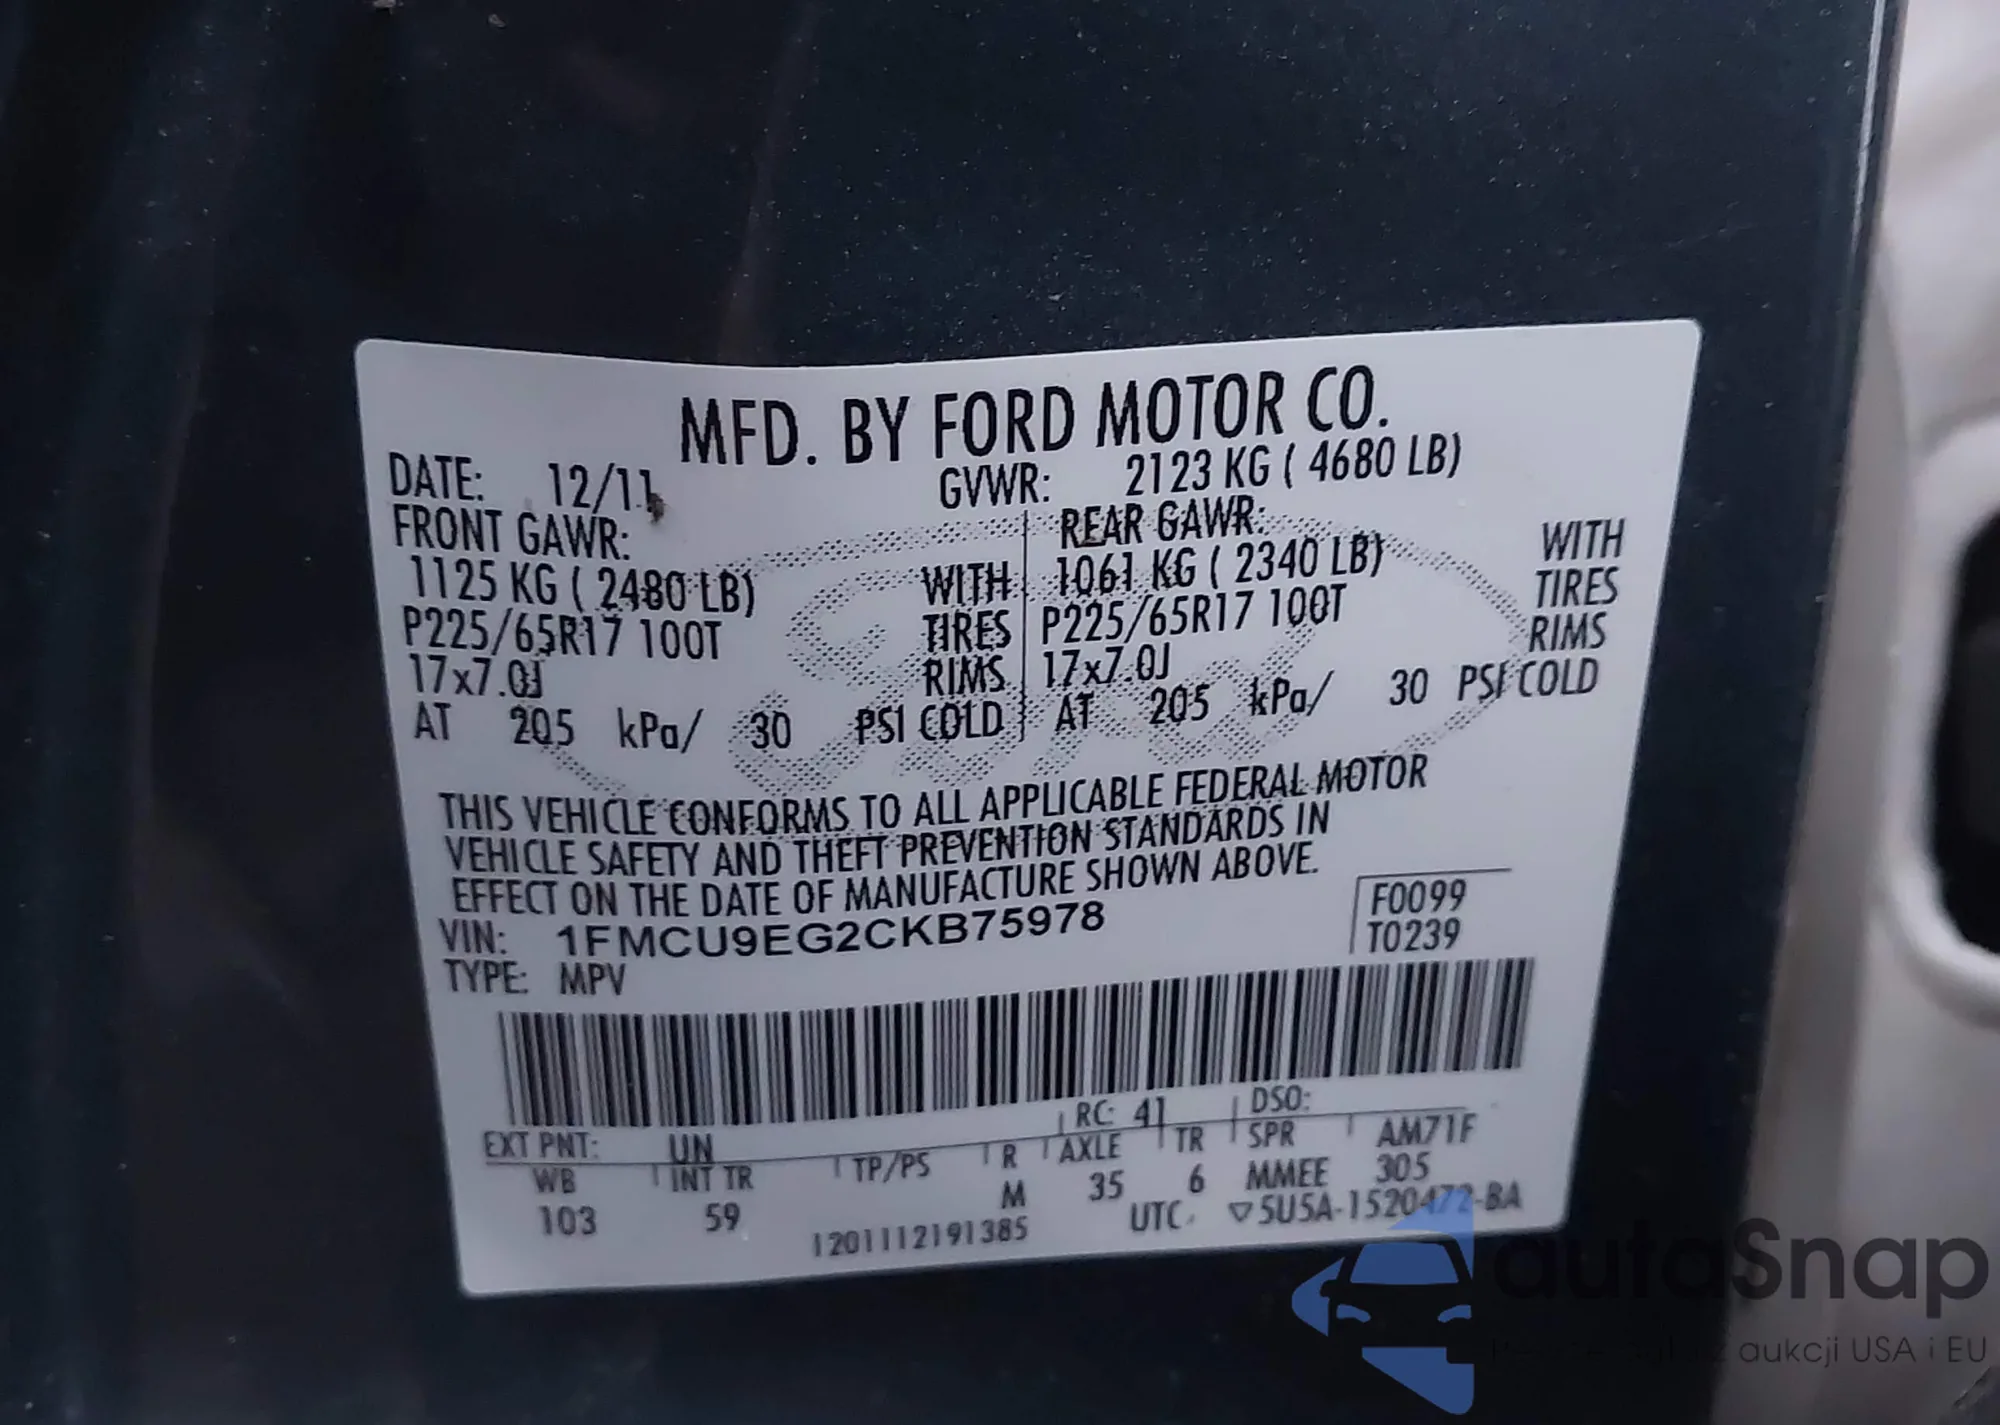 MFD. BY FORD MOTOR CO.
DATE: 12/11 GVWR: 2123 KG ( 4680 LB)
FRONT GAWR: REAR GAWR:
1125 KG ( 2480 LB) WITH 1061 KG ( 2340 LB) WITH
P225/65R17 100T TIRES P225/65R17 100T TIRES
17x7.0J RIMS 17x7.0J RIMS
AT 205 kPa/ 30 PSI COLD AT 205 kPa/ 30 PSI COLD
THIS VEHICLE CONFORMS TO ALL APPLICABLE FEDERAL MOTOR
VEHICLE SAFETY AND THEFT PREVENTION STANDARDS IN
EFFECT ON THE DATE OF MANUFACTURE SHOWN ABOVE.
VIN: 1FMCU9EG2CKB75978 F0099
TYPE: MPV T0239
EXT PNT: UN RC: 41 DSO:
WB INT TR TP/PS R AXLE TR SPR AM71F
103 59 M 35 6 MMEE 305
1201112191385 UTC ▽5U5A-1520472-BA
autaSnap
aukcji USA i EU